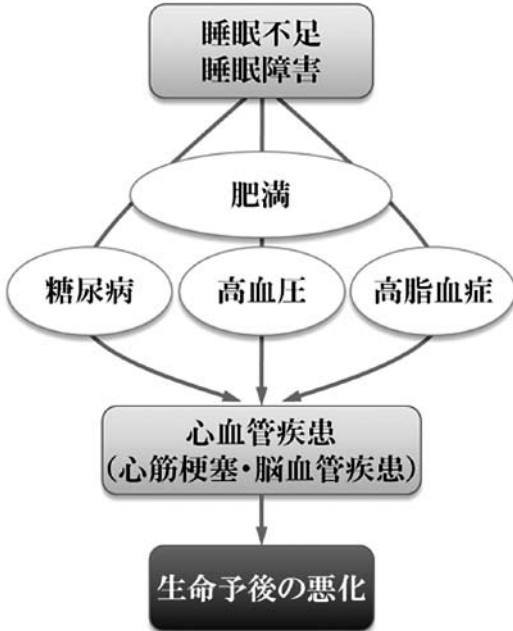 睡眠不足
睡眠障害
肥満
糖尿病
高血圧
高脂血症
心血管疾患
(心筋梗塞・脳血管疾患)
生命予後の悪化